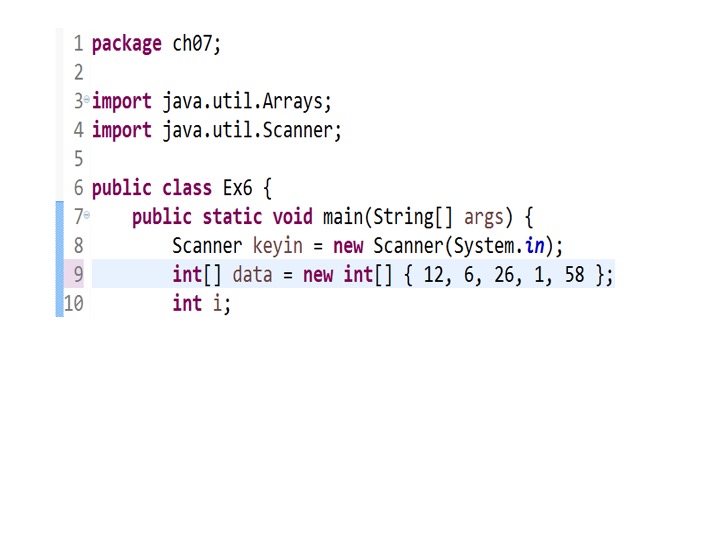 1 package ch07;
2
3 import java.util.Arrays;
4 import java.util.Scanner;
5
6 public class Ex6 {
7     public static void main(String[] args) {
8         Scanner keyin = new Scanner(System.in);
9         int[] data = new int[] { 12, 6, 26, 1, 58 };
10         int i;